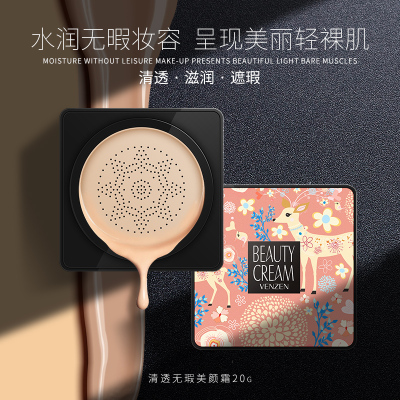 水润无暇妆容 呈现美丽轻裸肌
MOISTURE WITHOUT LEISURE MAKE-UP PRESENTS BEAUTIFUL LIGHT BARE MUSCLES
清透·滋润·遮瑕
BEAUTY
CREAM
VENZEN
清透无瑕美颜霜20G